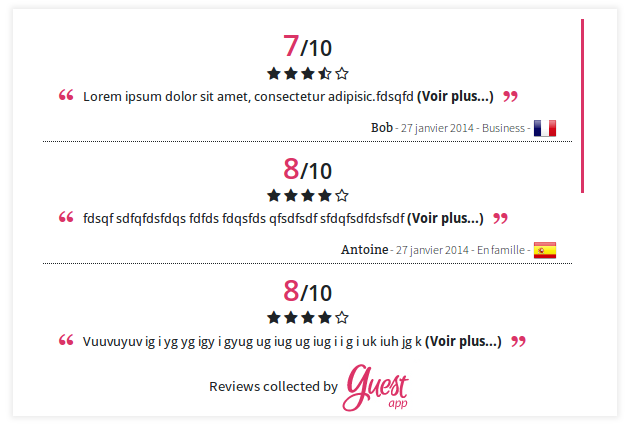 7/10
“ Lorem ipsum dolor sit amet, consectetur adipisic.fdsqfd (Voir plus...) ”
Bob - 27 janvier 2014 - Business -
8/10
“ fdsqf sdfqfdsfdqs fdfds fdqsfds qfsdfsdf sfdqfsdfdsfsdf (Voir plus...) ”
Antoine - 27 janvier 2014 - En famille -
8/10
“ Vuuvuyuv ig i yg yg igy i gyug ug iug ug iug i i g i uk iuh jg k (Voir plus...) ”
Reviews collected by Guest
app